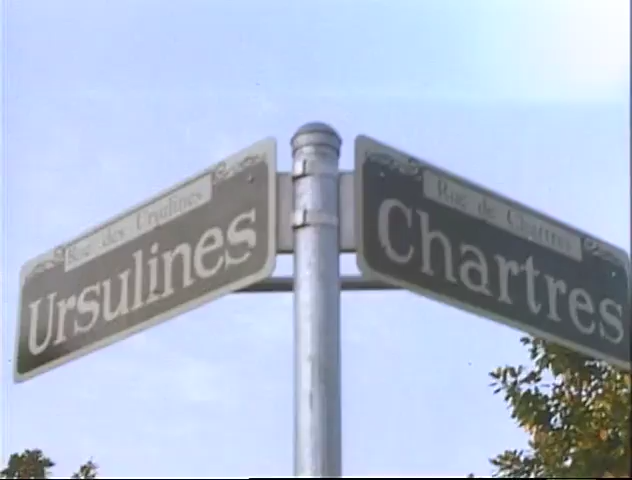 Rue des Ursulines
Ursulines
Rue de Chartres
Chartres